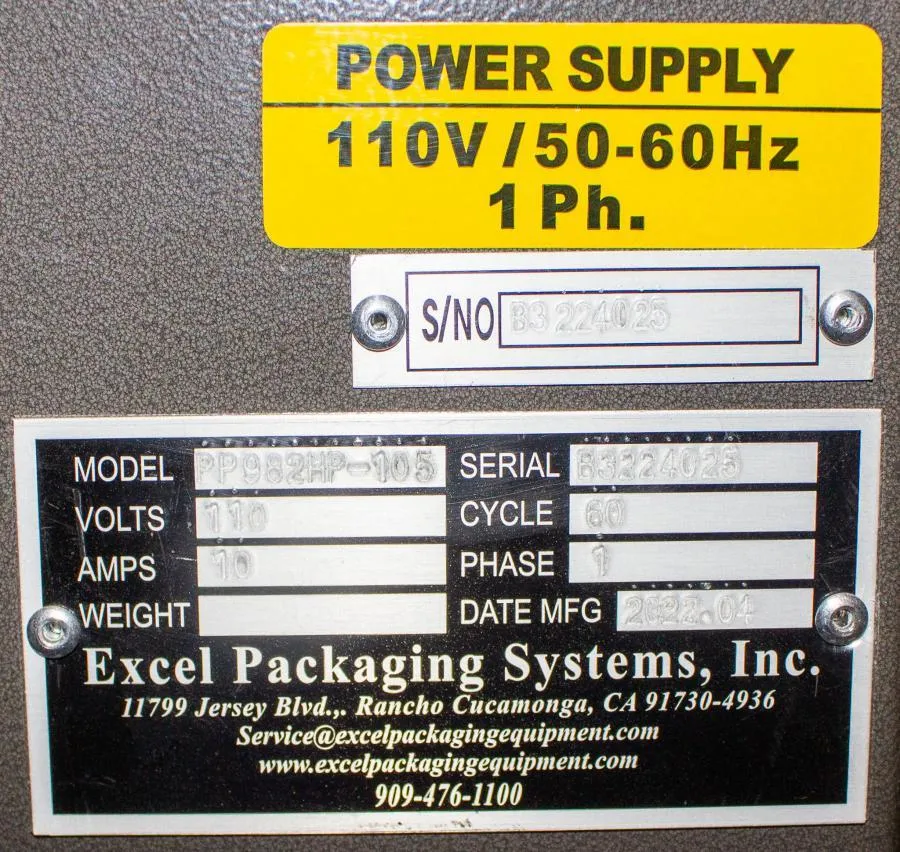 POWER SUPPLY
110V / 50-60Hz
1 Ph.
S/NO B3 224025
MODEL PP982HP-105 SERIAL B3224025
VOLTS 110 CYCLE 60
AMPS 10 PHASE 1
WEIGHT DATE MFG 2022.04
Excel Packaging Systems, Inc.
11799 Jersey Blvd.,. Rancho Cucamonga, CA 91730-4936
Service@excelpackagingequipment.com
www.excelpackagingequipment.com
909-476-1100